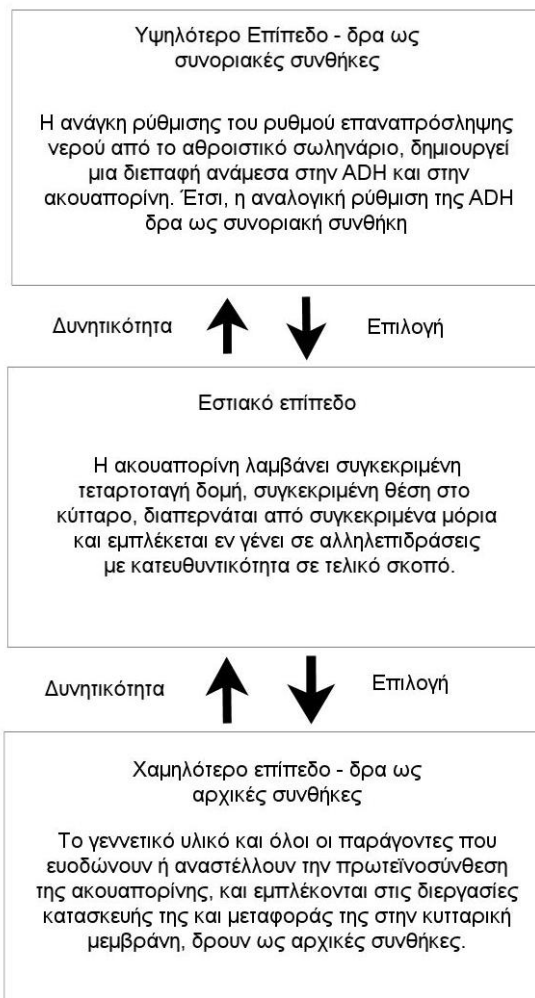 Υψηλότερο Επίπεδο - δρα ως
συνοριακές συνθήκες
Η ανάγκη ρύθμισης του ρυθμού επαναπρόσληψης
νερού από το αθροιστικό σωληνάριο, δημιουργεί
μια διεπαφή ανάμεσα στην ADH και στην
ακουαπορίνη. Έτσι, η αναλογική ρύθμιση της ADH
δρα ως συνοριακή συνθήκη
Δυνητικότητα
Επιλογή
Εστιακό επίπεδο
Η ακουαπορίνη λαμβάνει συγκεκριμένη
τεταρτοταγή δομή, συγκεκριμένη θέση στο
κύτταρο, διαπερνάται από συγκεκριμένα μόρια
και εμπλέκεται εν γένει σε αλληλεπιδράσεις
με κατευθυντικότητα σε τελικό σκοπό.
Δυνητικότητα
Επιλογή
Χαμηλότερο επίπεδο - δρα ως
αρχικές συνθήκες
Το γεννετικό υλικό και όλοι οι παράγοντες που
ευοδώνουν ή αναστέλλουν την πρωτεϊνοσύνθεση
της ακουαπορίνης, και εμπλέκονται στις διεργασίες
κατασκευής της και μεταφοράς της στην κυτταρική
μεμβράνη, δρουν ως αρχικές συνθήκες.